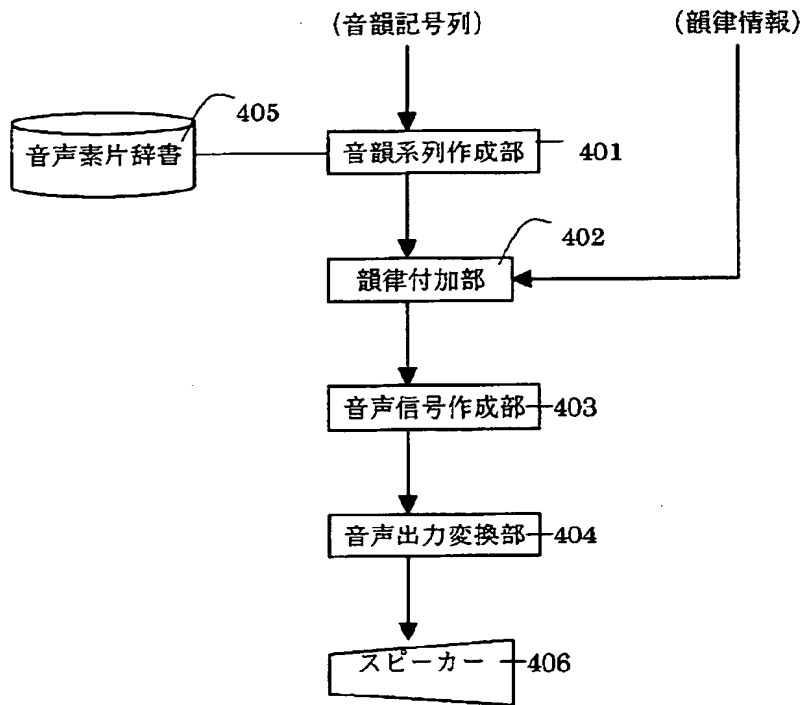 (音韻記号列)
(韻律情報)
405
音声素片辞書
音韻系列作成部
401
402
韻律付加部
音声信号作成部
403
音声出力変換部
404
スピーカー
406